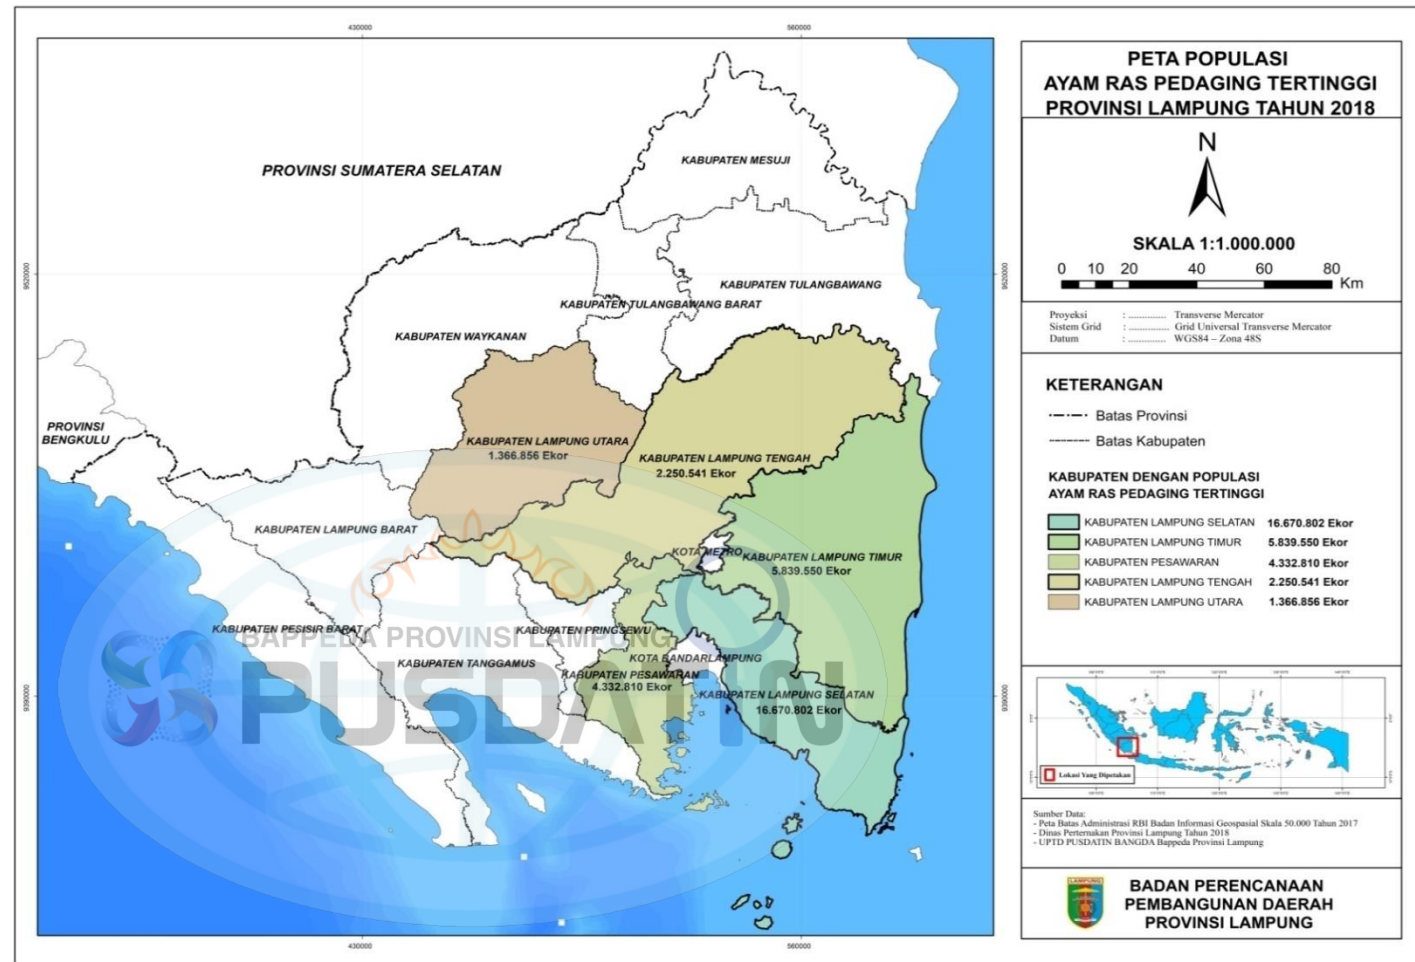 430000
560000
9520000
9520000
9390000
9390000
430000
560000
PROVINSI SUMATERA SELATAN
KABUPATEN MESUJI
KABUPATEN TULANGBAWANG
KABUPATEN TULANGBAWANG BARAT
KABUPATEN WAYKANAN
PROVINSI
BENGKULU
KABUPATEN LAMPUNG UTARA
1.366.856 Ekor
KABUPATEN LAMPUNG TENGAH
2.250.541 Ekor
KABUPATEN LAMPUNG BARAT
KOTA METRO
KABUPATEN LAMPUNG TIMUR
5.839.550 Ekor
KABUPATEN PESISIR BARAT
KABUPATEN PRINGSEWU
BAPPEDA PROVINSI LAMPUNG
PUSDATIN
KABUPATEN TANGGAMUS
KOTA BANDARLAMPUNG
KABUPATEN PESAWARAN
4.332.810 Ekor
KABUPATEN LAMPUNG SELATAN
16.670.802 Ekor
PETA POPULASI
AYAM RAS PEDAGING TERTINGGI
PROVINSI LAMPUNG TAHUN 2018
N
SKALA 1:1.000.000
0 10 20 40 60 80 Km
Proyeksi : ................. Transverse Mercator
Sistem Grid : ................. Grid Universal Transverse Mercator
Datum : ................. WGS84 – Zona 48S
KETERANGAN
Batas Provinsi
Batas Kabupaten
KABUPATEN DENGAN POPULASI
AYAM RAS PEDAGING TERTINGGI
KABUPATEN LAMPUNG SELATAN 16.670.802 Ekor
KABUPATEN LAMPUNG TIMUR 5.839.550 Ekor
KABUPATEN PESAWARAN 4.332.810 Ekor
KABUPATEN LAMPUNG TENGAH 2.250.541 Ekor
KABUPATEN LAMPUNG UTARA 1.366.856 Ekor
Lokasi Yang Dipetakan
Sumber Data:
- Peta Batas Administrasi RBI Badan Informasi Geospasial Skala 50.000 Tahun 2017
- Dinas Perternakan Provinsi Lampung Tahun 2018
- UPTD PUSDATIN BANGDA Bappeda Provinsi Lampung
LAMPUNG
BADAN PERENCANAAN
PEMBANGUNAN DAERAH
PROVINSI LAMPUNG